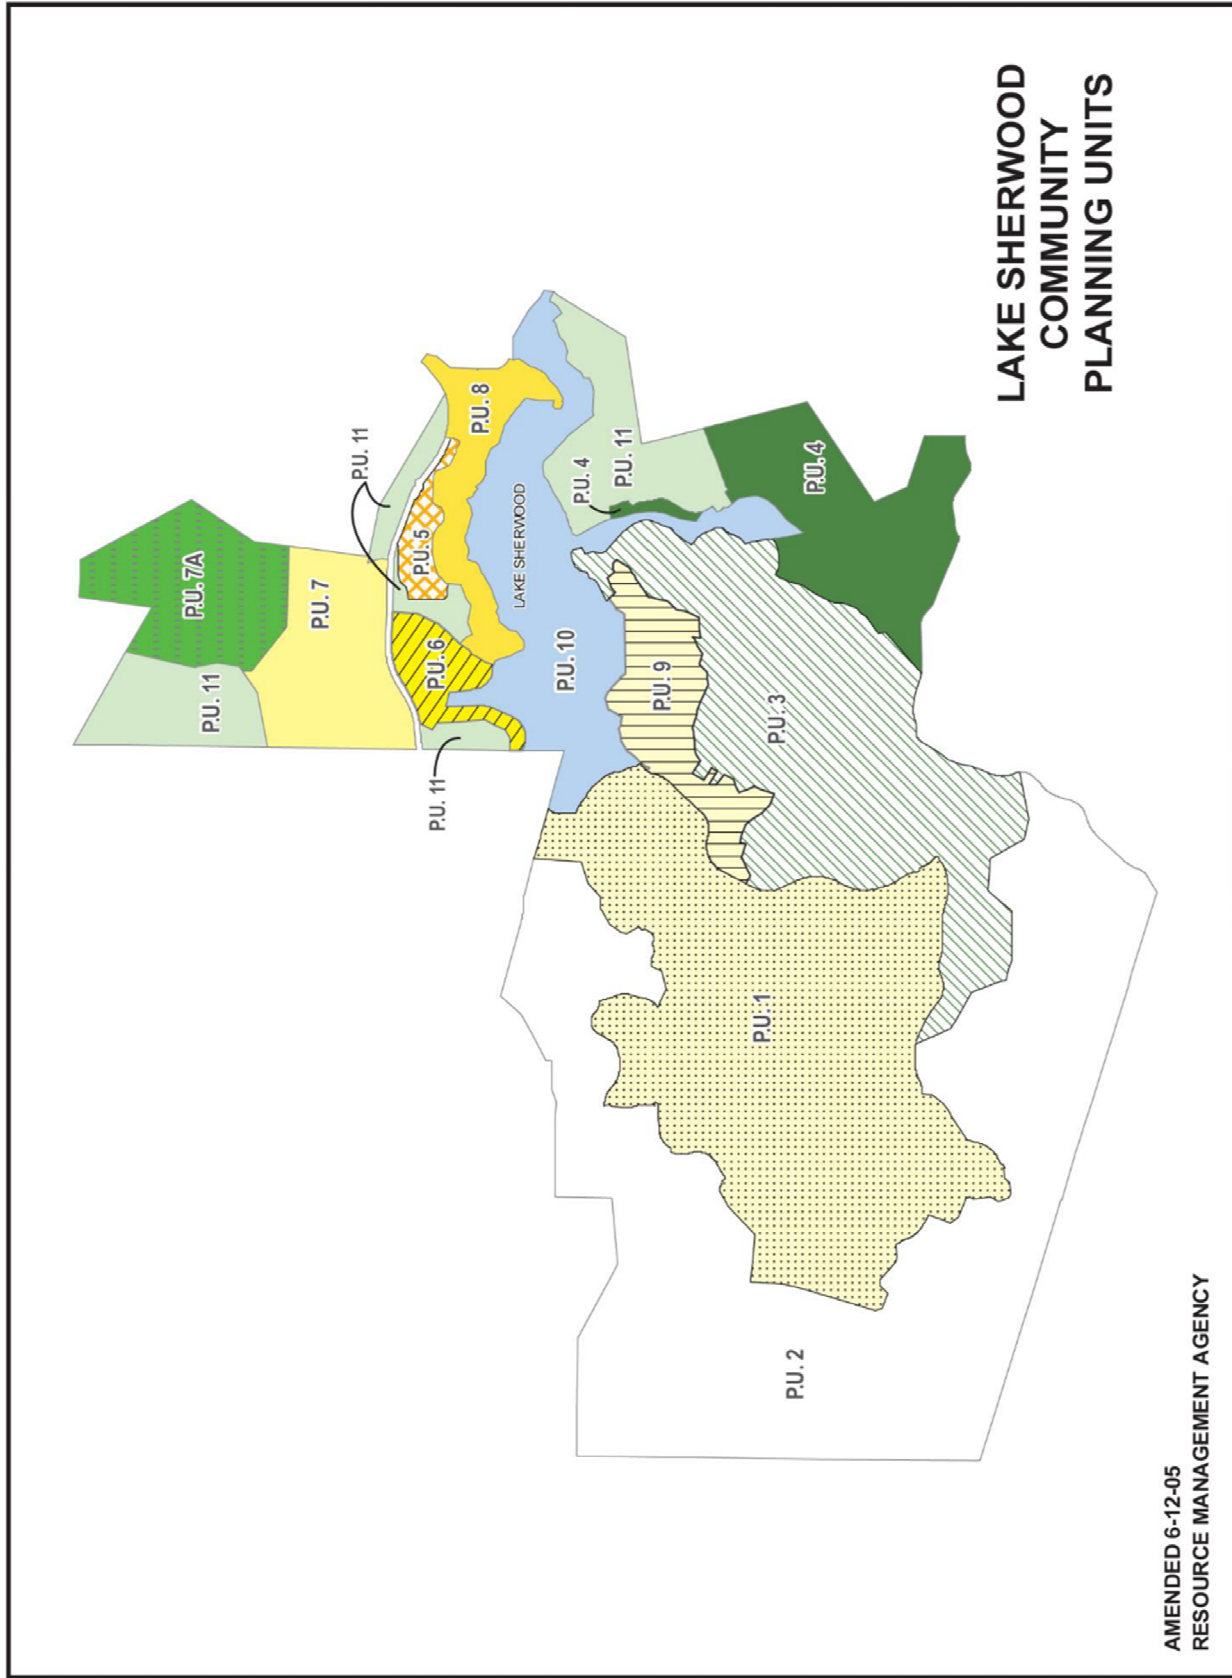 LAKE SHERWOOD
COMMUNITY
PLANNING UNITS
P.U. 11
P.U. 7A
P.U. 7
P.U. 11
P.U. 5
P.U. 8
P.U. 6
P.U. 11
LAKE SHERWOOD
P.U. 10
P.U. 4
P.U. 11
P.U. 4
P.U. 9
P.U. 3
P.U. 1
P.U. 2
AMENDED 6-12-05
RESOURCE MANAGEMENT AGENCY